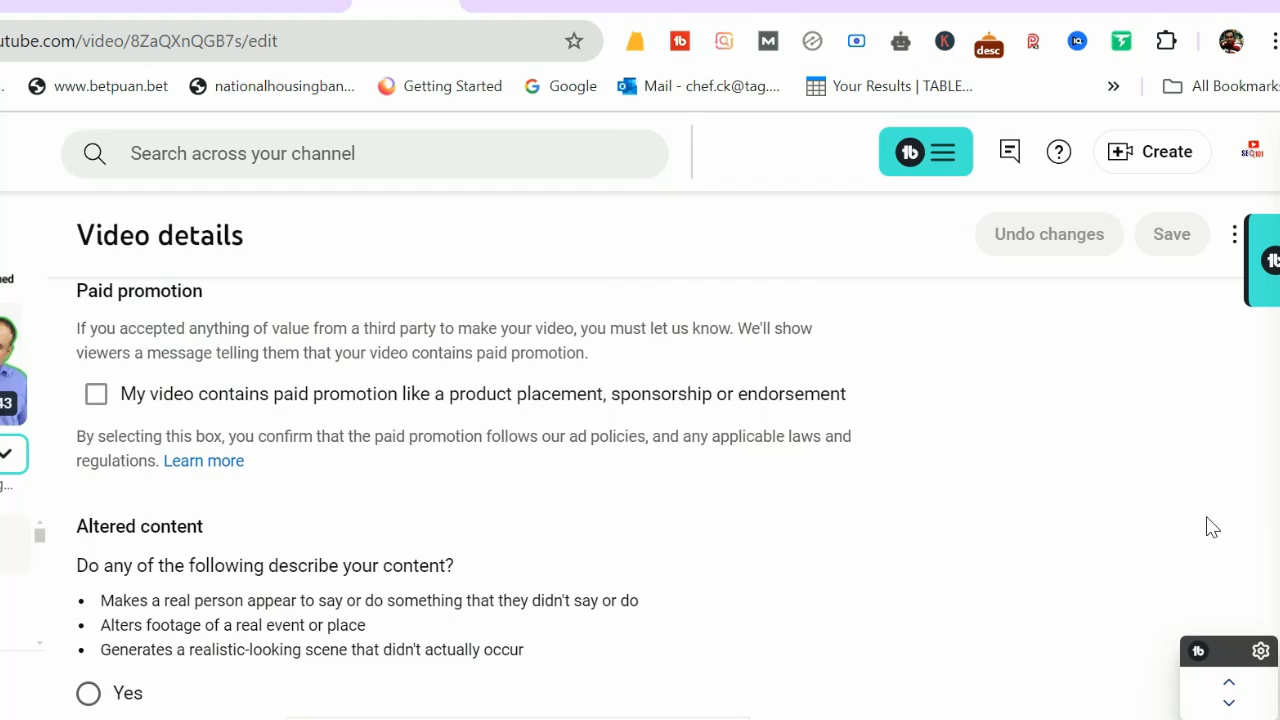 utube.com/video/8ZaQXnOGB7s/edit
desc
www.betpuan.bet
nationalhousingban...
Getting Started
Google
Mail - chef.ck@tag....
Your Results | TABLE...
»
All Bookmark
Search across your channel
Create
SEO101
Video details
Undo changes
Save
ned
Paid promotion
If you accepted anything of value from a third party to make your video, you must let us know. We'll show
viewers a message telling them that your video contains paid promotion.
43
My video contains paid promotion like a product placement, sponsorship or endorsement
By selecting this box, you confirm that the paid promotion follows our ad policies, and any applicable laws and
regulations. Learn more
g...
Altered content
Do any of the following describe your content?
• Makes a real person appear to say or do something that they didn't say or do
• Alters footage of a real event or place
• Generates a realistic-looking scene that didn't actually occur
Yes